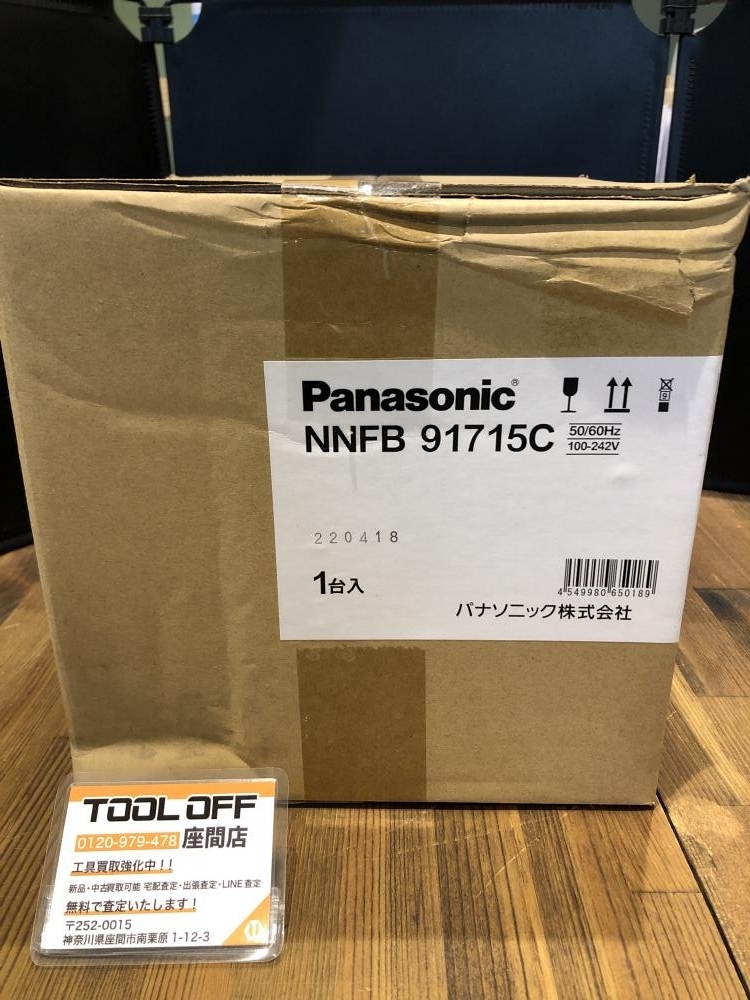 Panasonic®
NNFB 91715C
50/60Hz
100-242V
9
220418
1台入
4 549980 650189
パナソニック株式会社
TOOL OFF
0120-979-478 座間店
工具買取強化中!!
新品・中古買取可能 宅配査定・出張査定・LINE査定
無料で査定いたします!
〒252-0015
神奈川県座間市南栗原 1-12-3